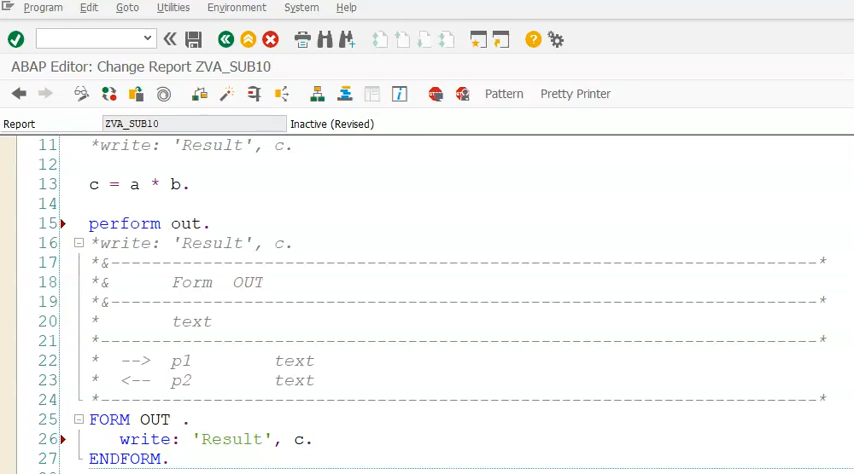 Program Edit Goto Utilities Environment System Help
ABAP Editor: Change Report ZVA_SUB10
Pattern Pretty Printer
Report ZVA_SUB10 Inactive (Revised)
11 *write: 'Result', c.
12
13 c = a * b.
14
15 perform out.
16 *write: 'Result', c.
17 *&---------------------------------------------------------------------*
18 *& Form OUT
19 *&---------------------------------------------------------------------*
20 * text
21 *----------------------------------------------------------------------*
22 * --> p1 text
23 * <-- p2 text
24 *----------------------------------------------------------------------*
25 FORM OUT .
26 write: 'Result', c.
27 ENDFORM.